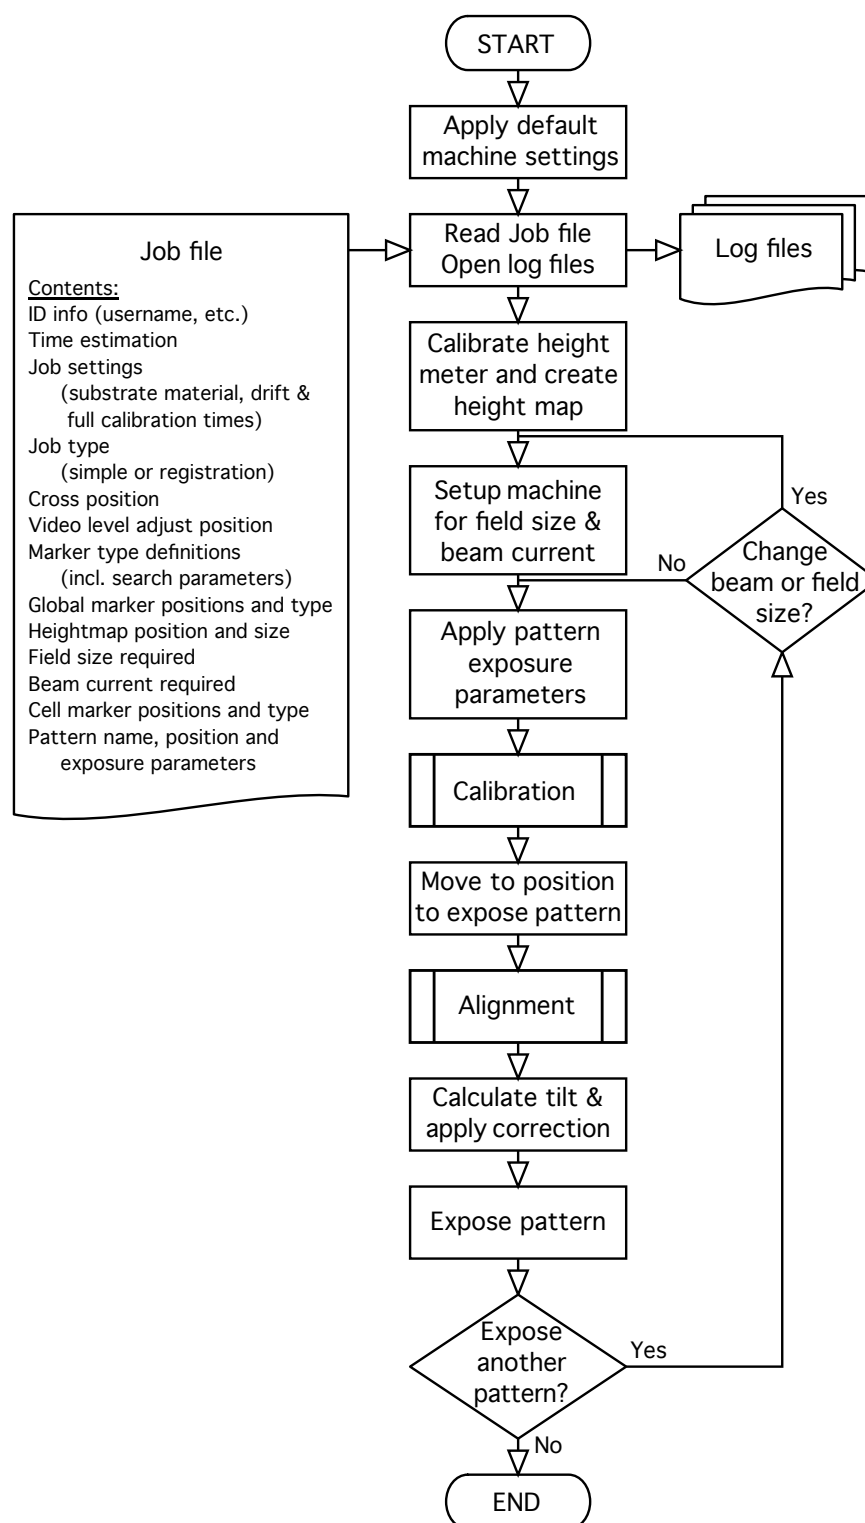 START
Apply default
machine settings
Job file
Contents:
ID info (username, etc.)
Time estimation
Job settings
(substrate material, drift &
full calibration times)
Job type
(simple or registration)
Cross position
Video level adjust position
Marker type definitions
(incl. search parameters)
Global marker positions and type
Heightmap position and size
Field size required
Beam current required
Cell marker positions and type
Pattern name, position and
exposure parameters
Read Job file
Open log files
Log files
Calibrate height
meter and create
height map
Setup machine
for field size &
beam current
Yes
No
Change
beam or field
size?
Apply pattern
exposure
parameters
Calibration
Move to position
to expose pattern
Alignment
Calculate tilt &
apply correction
Expose pattern
Expose
another
pattern?
Yes
No
END